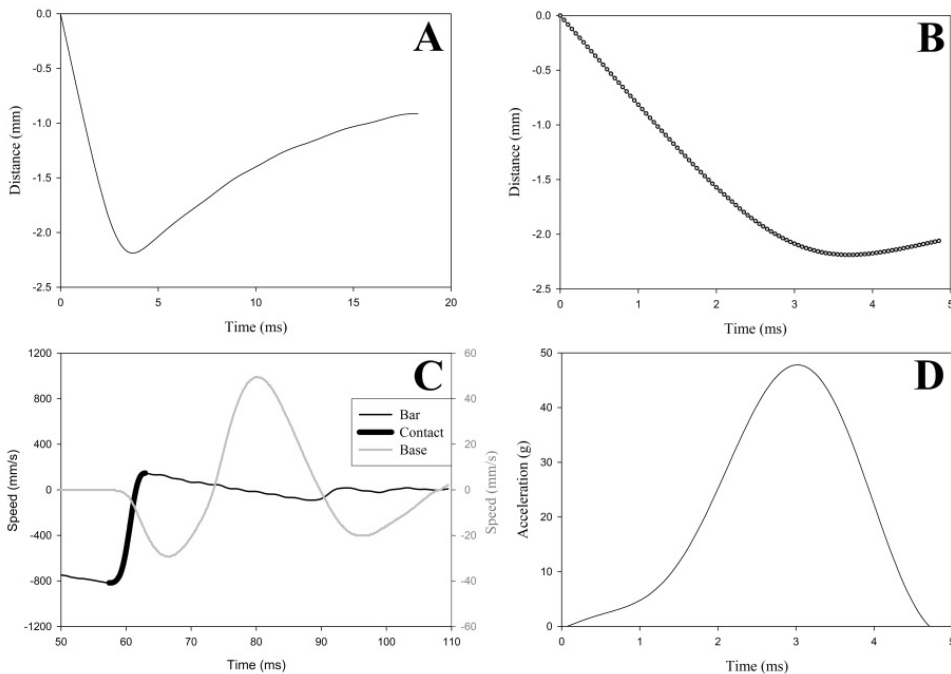 A
0.0
-0.5
-1.0
-1.5
-2.0
-2.5
Distance (mm)
0 5 10 15 20
Time (ms)
B
0.0
-0.5
-1.0
-1.5
-2.0
-2.5
Distance (mm)
0 1 2 3 4 5
Time (ms)
C
1200
800
400
0
-400
-800
-1200
Speed (mm/s)
Bar
Contact
Base
60
40
20
0
-20
-40
-60
Speed (mm/s)
50 60 70 80 90 100 110
Time (ms)
D
50
40
30
20
10
0
Acceleration (g)
0 1 2 3 4 5
Time (ms)